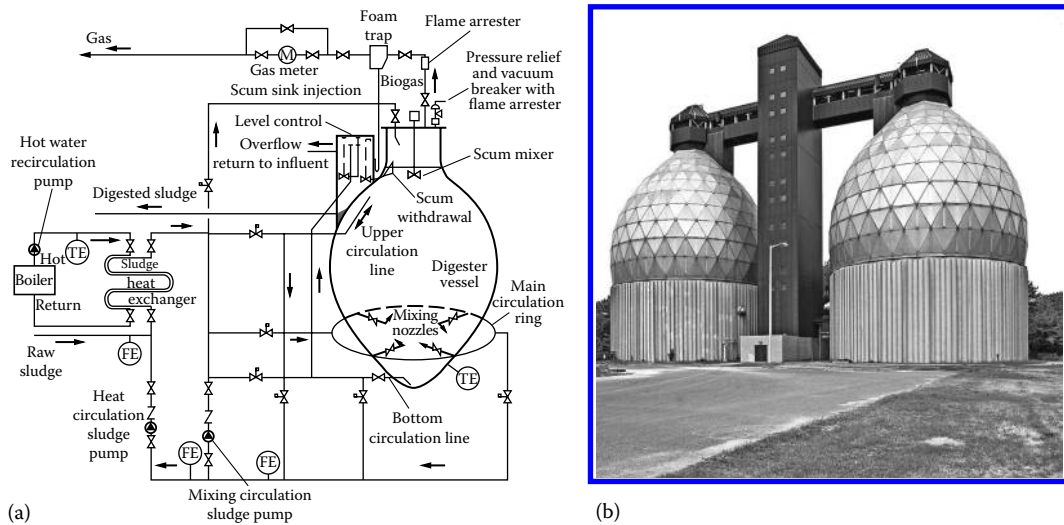 Gas
M
Gas meter
Foam
trap
Flame arrester
Pressure relief
and vacuum
breaker with
flame arrester
Biogas
Scum sink injection
Level control
Overflow
return to influent
Hot water
recirculation
pump
Digested sludge
Scum mixer
Scum
withdrawal
Upper
circulation
line
Hot
TE
Boiler
Return
Sludge
heat
exchanger
Digester
vessel
Main
circulation
ring
Mixing
nozzles
Raw
sludge
FE
TE
Heat
circulation
sludge
pump
Bottom
circulation line
FE
FE
Mixing circulation
sludge pump
(a)
(b)